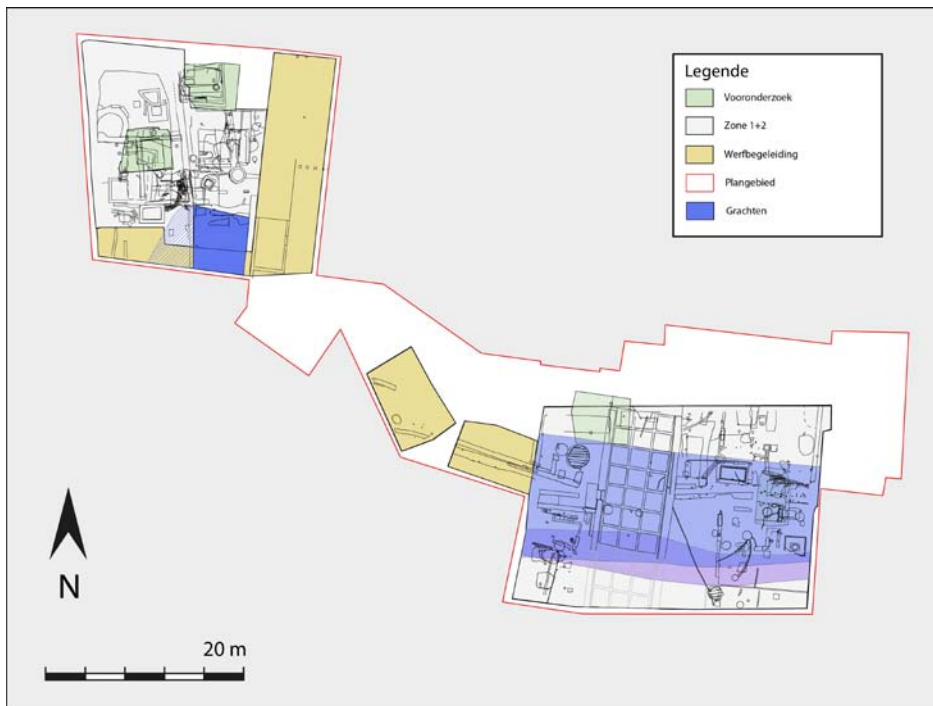 Legende
Vooronderzoek
Zone 1+2
Werfbegeleiding
Plangebied
Grachten
N
20 m